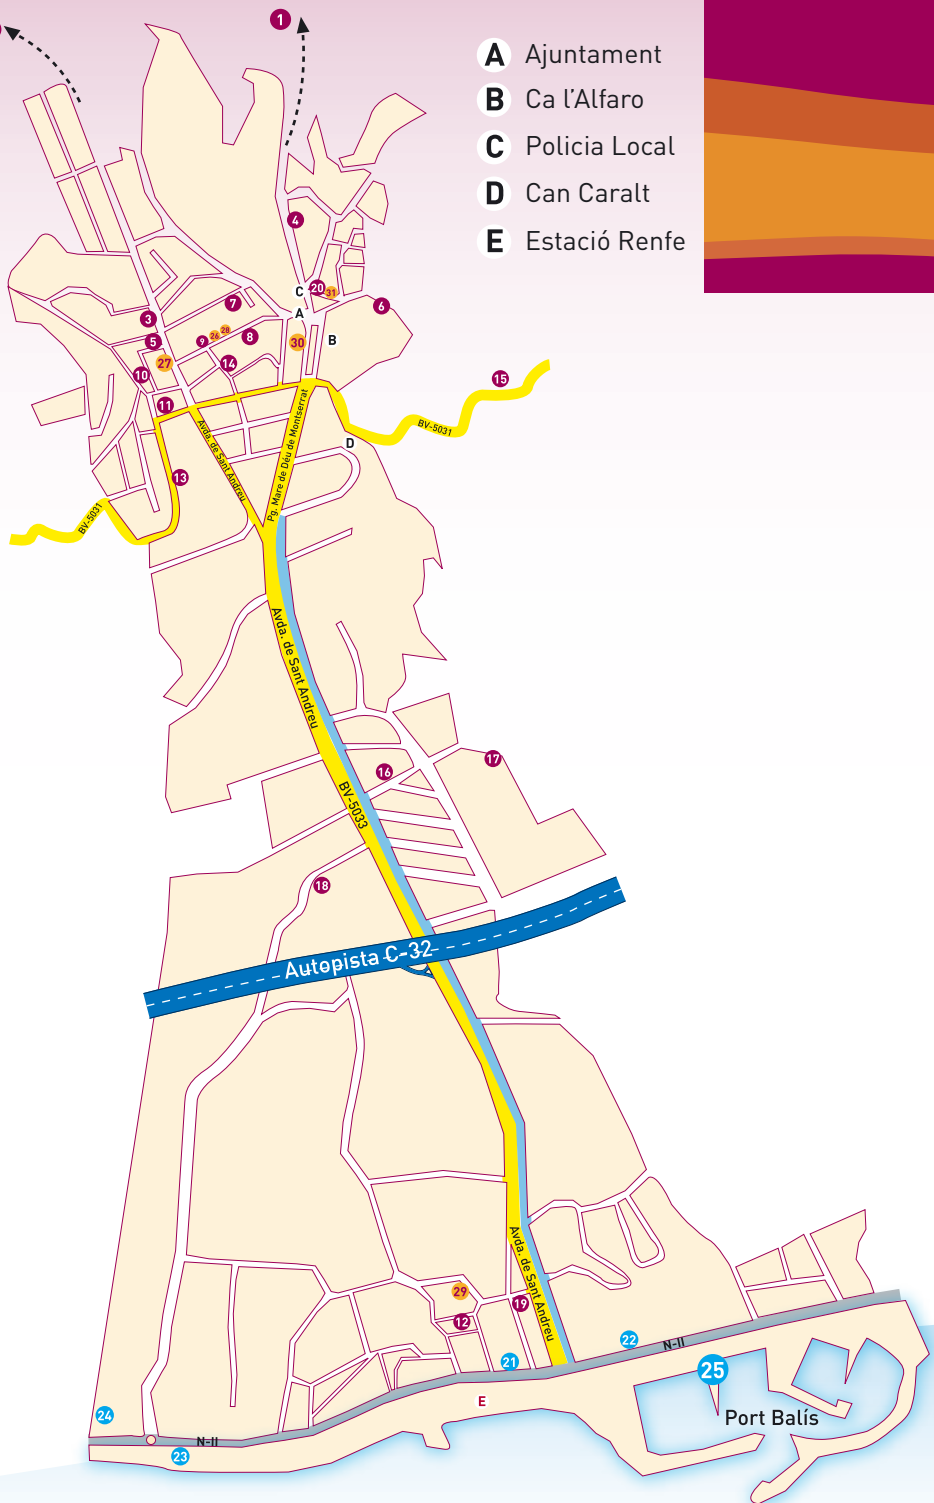 1
A Ajuntament
B Ca l'Alfaro
C Policia Local
D Can Caralt
E Estació Renfe
4
C
20
31
7
6
A
3
28
26
8
5
9
B
30
27
14
10
15
11
BV-5031
Avda. de Sant Andreu
Pg. Mare de Déu de Montserrat
D
13
BV-5031
Avda. de Sant Andreu
17
16
BV-5033
18
Autopista C-32
Avda. de Sant Andreu
29
19
12
22
N-II
21
25
E
24
Port Balís
N-II
23